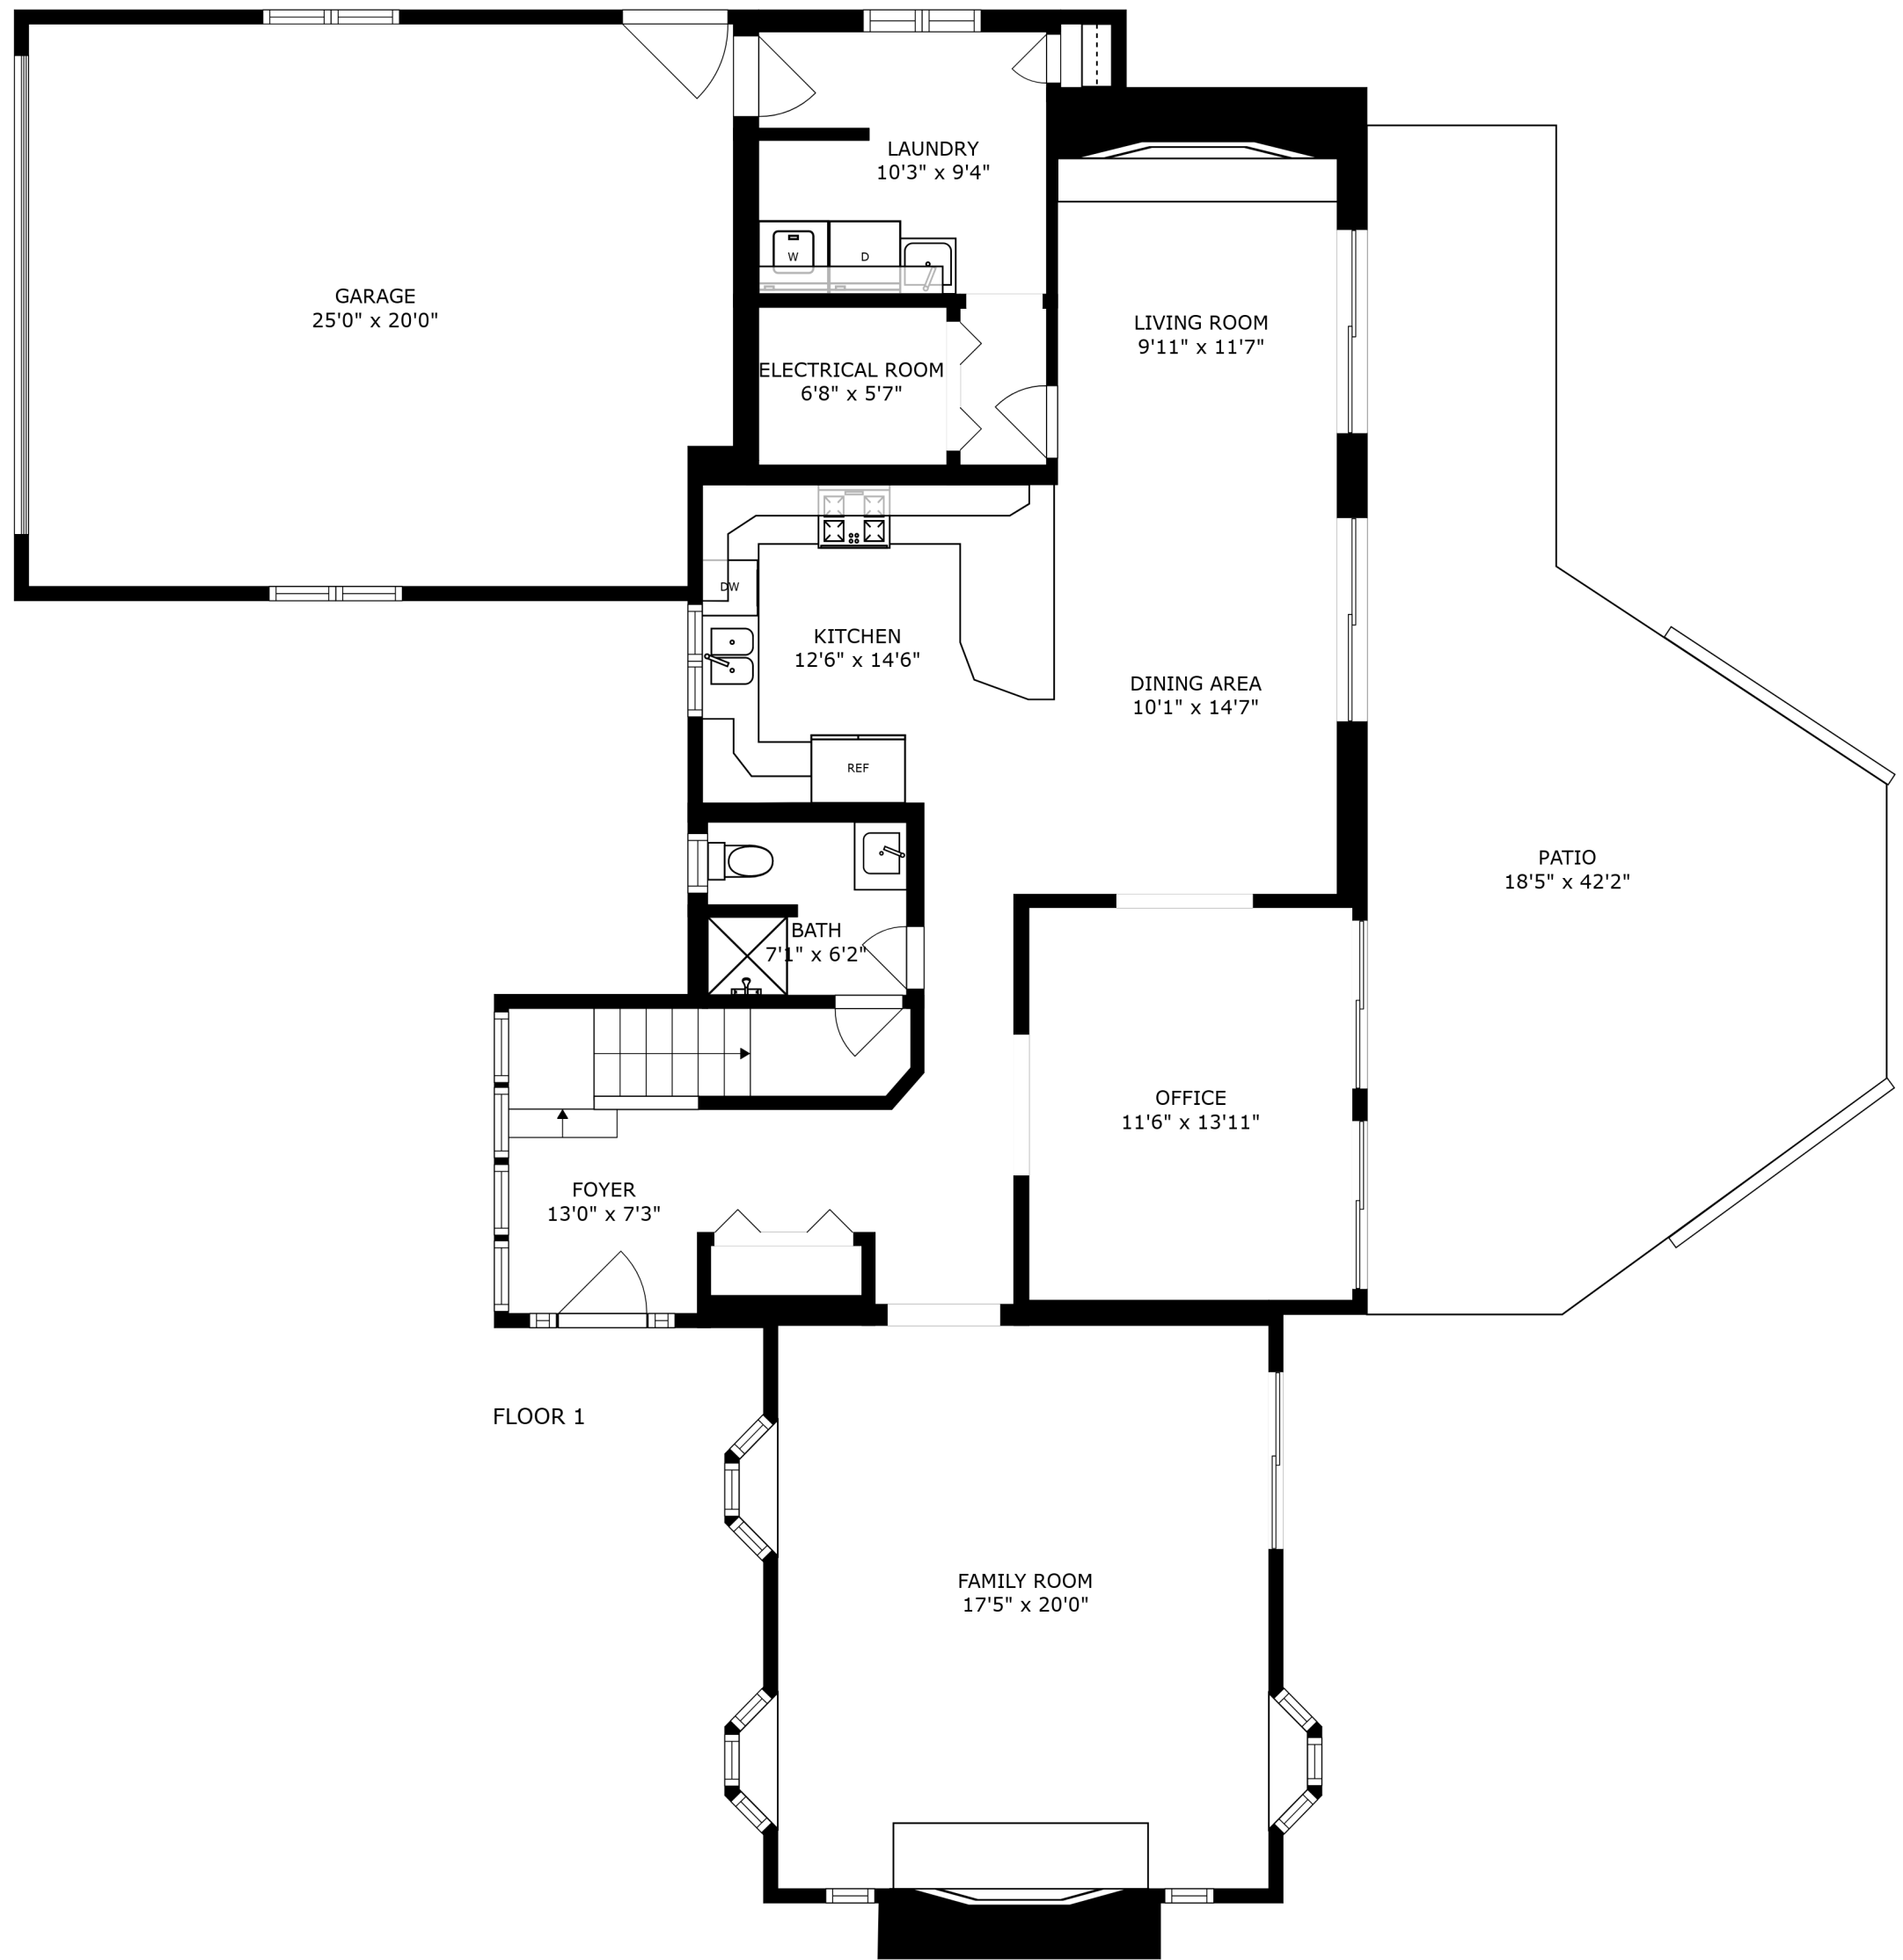 LAUNDRY
10'3" x 9'4"
W
D
GARAGE
25'0" x 20'0"
LIVING ROOM
9'11" x 11'7"
ELECTRICAL ROOM
6'8" x 5'7"
DW
KITCHEN
12'6" x 14'6"
DINING AREA
10'1" x 14'7"
REF
PATIO
18'5" x 42'2"
BATH
7'1" x 6'2"
OFFICE
11'6" x 13'11"
FOYER
13'0" x 7'3"
FLOOR 1
FAMILY ROOM
17'5" x 20'0"